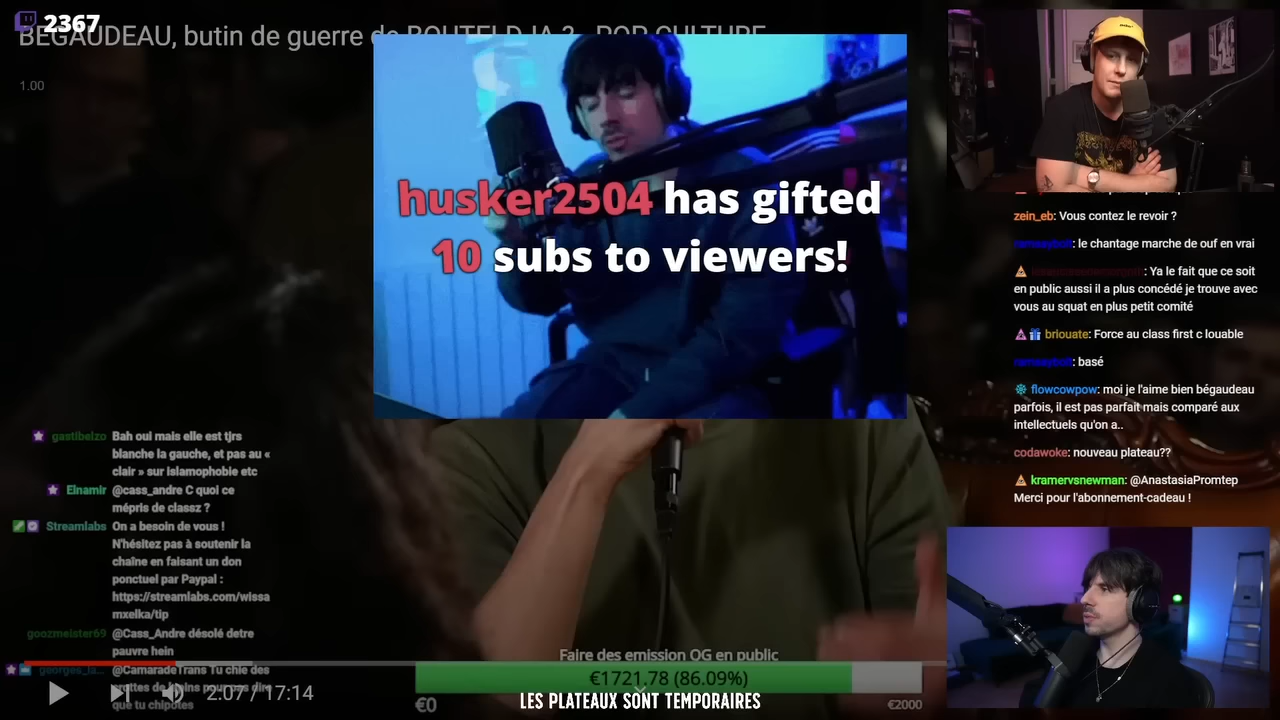 2367
BEGAUDEAU, butin de guerre de BOUTELDJA ? - POP CULTURE
1.00
husker2504 has gifted
10 subs to viewers!
zein_eb: Vous contez le revoir ?
: le chantage marche de ouf en vrai
: Ya le fait que ce soit
en public aussi il a plus concédé je trouve avec
vous au squat en plus petit comité
briouate: Force au class first c louable
: basé
flowcowpow: moi je l'aime bien bégaudeau
parfois, il est pas parfait mais comparé aux
intellectuels qu'on a..
codawoke: nouveau plateau??
kramervsnewman: @AnastasiaPromtep
Merci pour l'abonnement-cadeau !
gastibelzo Bah oui mais elle est tjrs
blanche la gauche, et pas au «
clair » sur islamophobie etc
Elnamir @cass_andre C quoi ce
mépris de classz ?
Streamlabs On a besoin de vous !
N'hésitez pas à soutenir la
chaîne en faisant un don
ponctuel par Paypal :
https://streamlabs.com/wissa
mxelka/tip
goozmeister69 @Cass_Andre désolé detre
pauvre hein
georges_la... @CamaradeTrans Tu chie des
que tu chipotes
2:07 / 17:14
Faire des emission OG en public
€1721.78 (86.09%)
€0
€2000
LES PLATEAUX SONT TEMPORAIRES